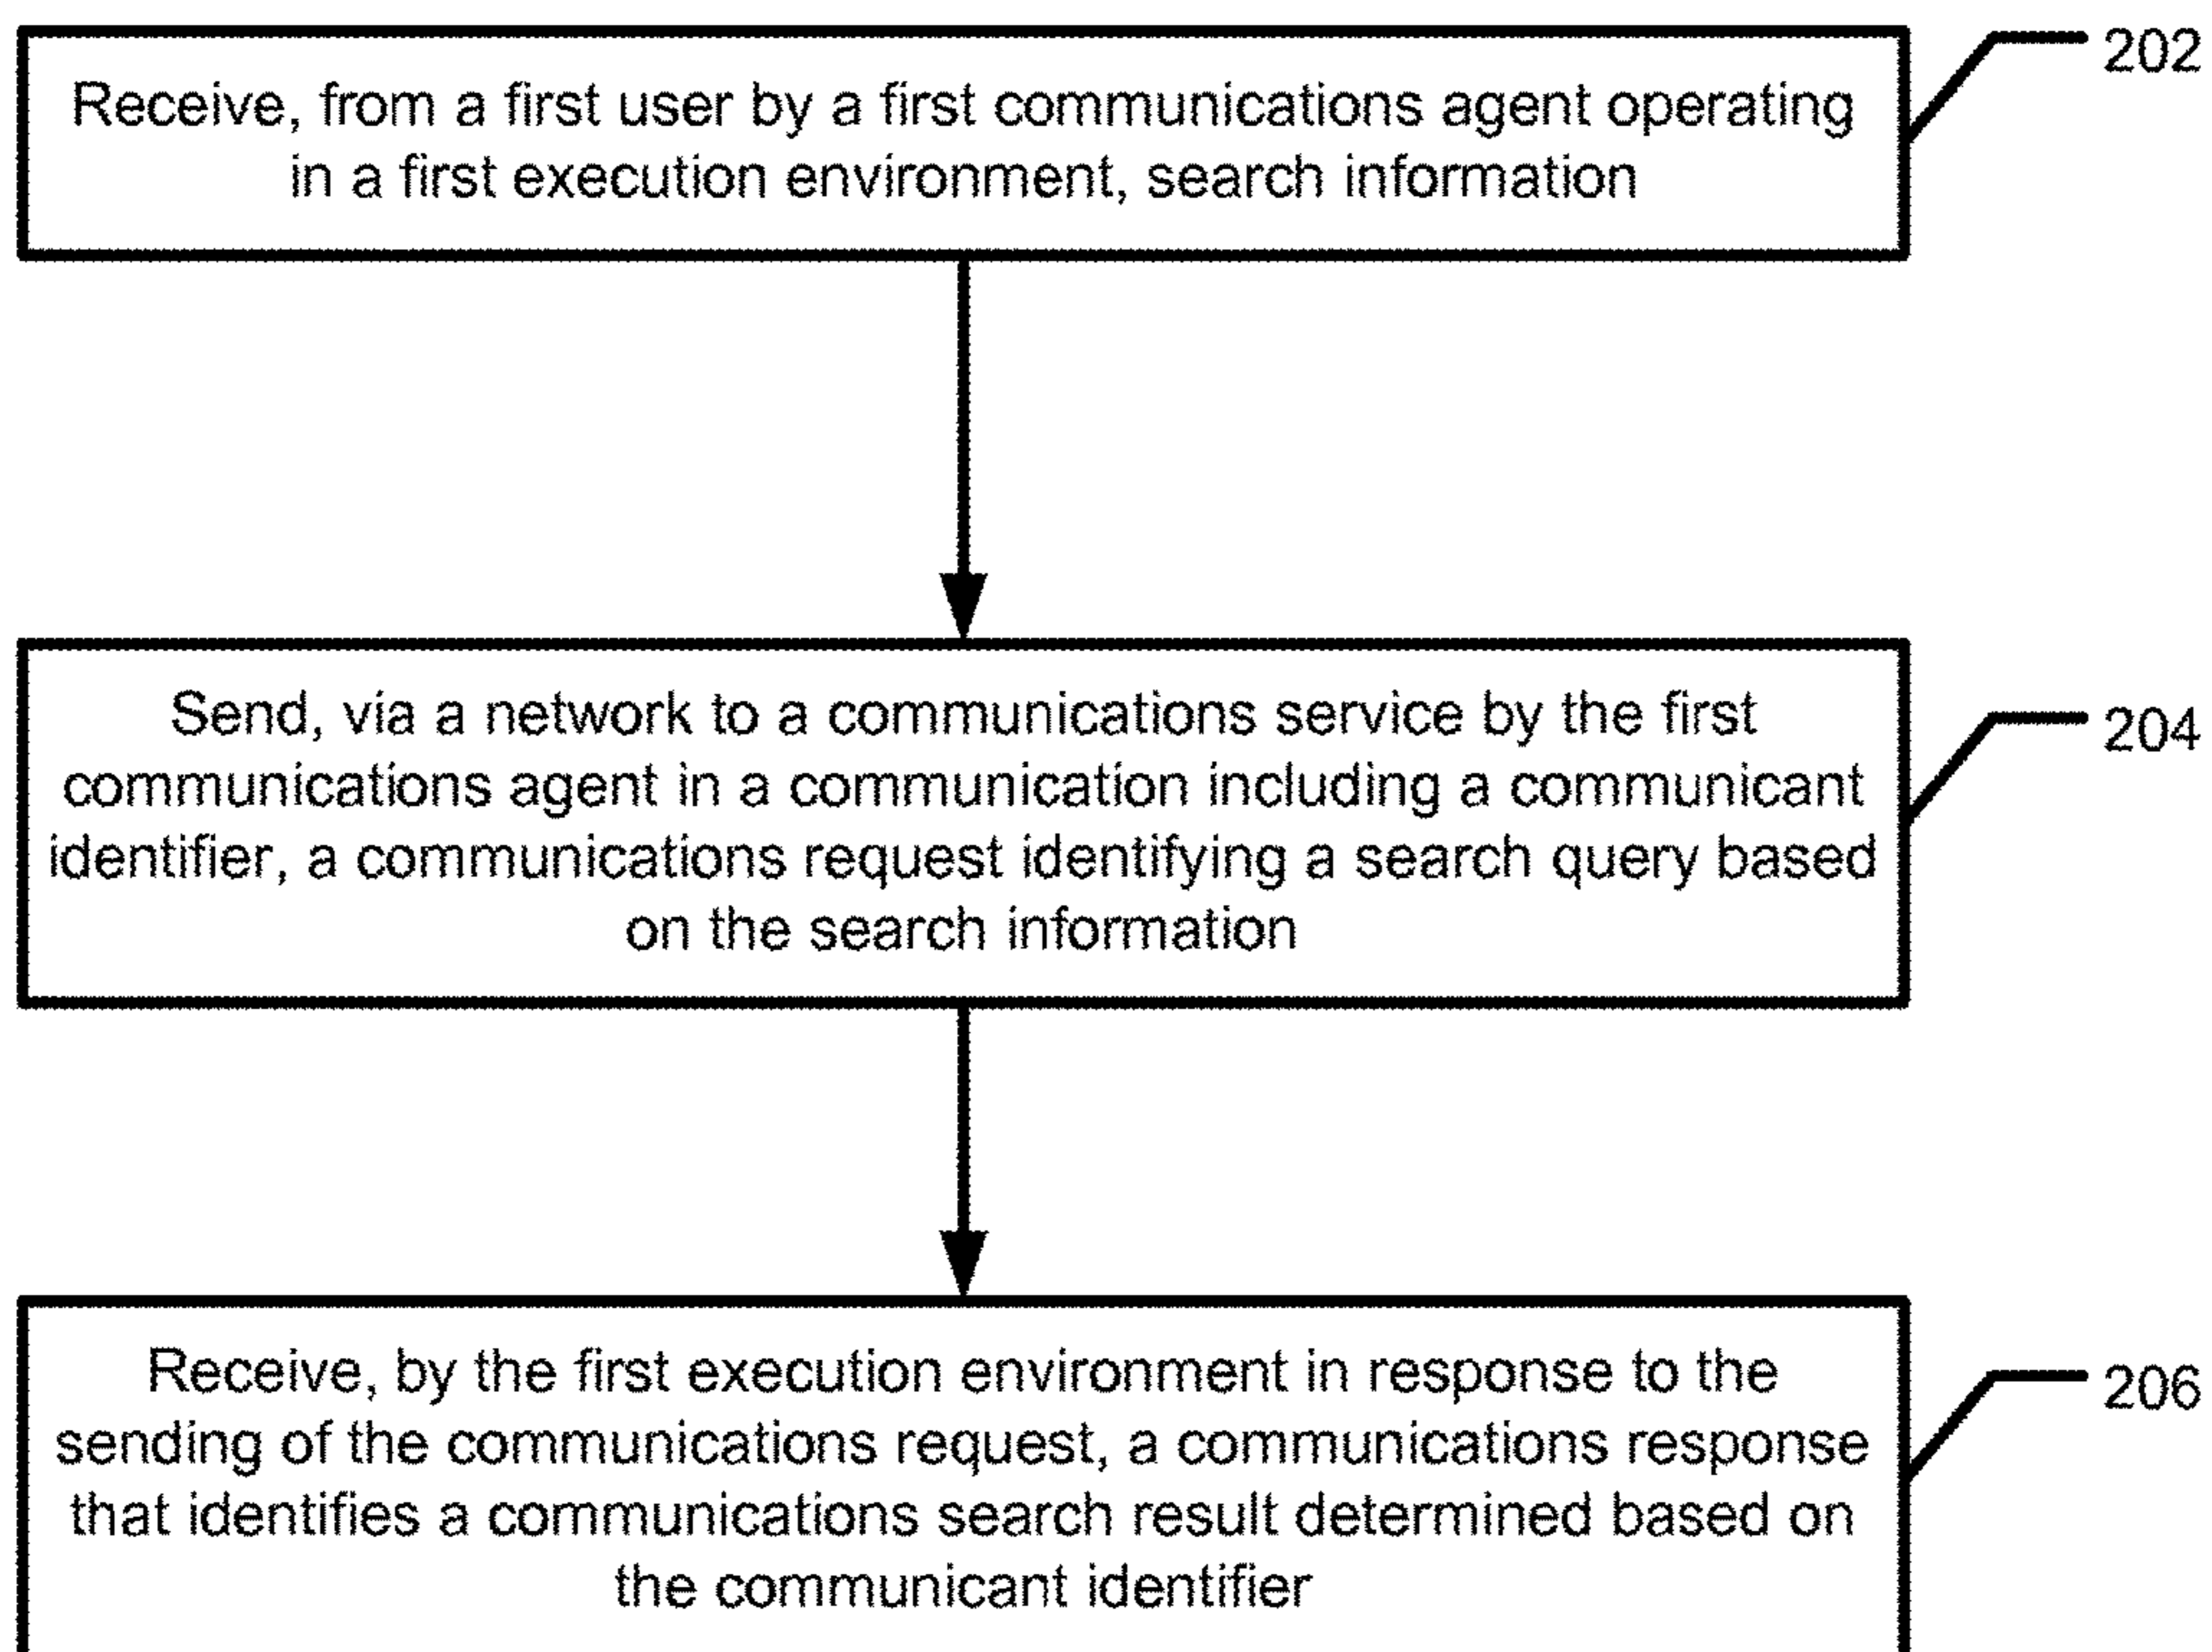 Receive, from a first user by a first communications agent operating
in a first execution environment, search information
202
Send, via a network to a communications service by the first
communications agent in a communication including a communicant
identifier, a communications request identifying a search query based
on the search information
204
Receive, by the first execution environment in response to the
sending of the communications request, a communications response
that identifies a communications search result determined based on
the communicant identifier
206